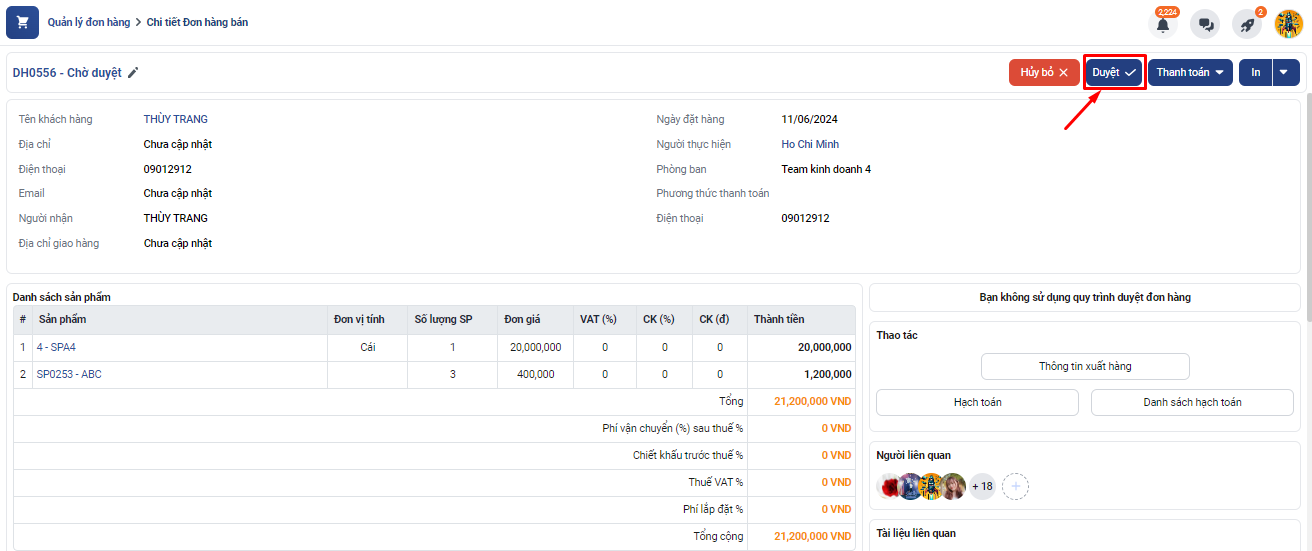 Quản lý đơn hàng > Chi tiết Đơn hàng bán
2,224
2
DH0556 - Chờ duyệt
Hủy bỏ
Duyệt
Thanh toán
In
Tên khách hàng THÙY TRANG
Ngày đặt hàng 11/06/2024
Địa chỉ Chưa cập nhật
Người thực hiện Ho Chi Minh
Điện thoại 09012912
Phòng ban Team kinh doanh 4
Email Chưa cập nhật
Phương thức thanh toán
Người nhận THÙY TRANG
Điện thoại 09012912
Địa chỉ giao hàng Chưa cập nhật
Danh sách sản phẩm
# Sản phẩm Đơn vị tính Số lượng SP Đơn giá VAT (%) CK (%) CK (đ) Thành tiền
1 4 - SPA4 Cái 1 20,000,000 0 0 0 20,000,000
2 SP0253 - ABC 3 400,000 0 0 0 1,200,000
Tổng 21,200,000 VND
Phí vận chuyển (%) sau thuế % 0 VND
Chiết khấu trước thuế % 0 VND
Thuế VAT % 0 VND
Phí lắp đặt % 0 VND
Tổng cộng 21,200,000 VND
Bạn không sử dụng quy trình duyệt đơn hàng
Thao tác
Thông tin xuất hàng
Hạch toán
Danh sách hạch toán
Người liên quan
+ 18
Tài liệu liên quan